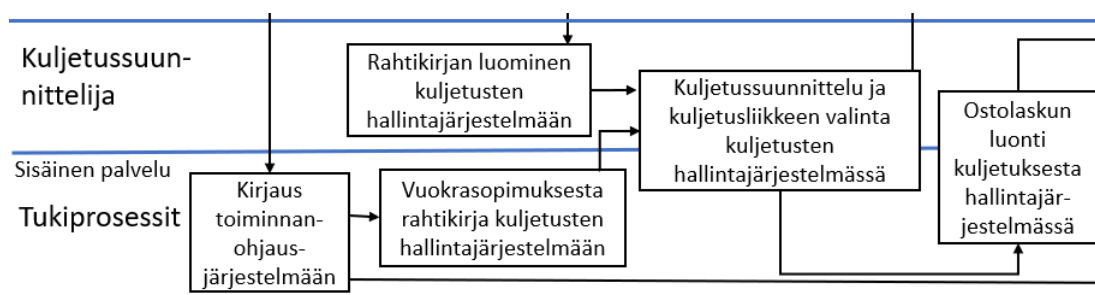 Kuljetussuun-
nittelija
Rahtikirjan luominen
kuljetusten
hallintajärjestelmään
Kuljetussuunnittelu ja
kuljetusliikkeen valinta
kuljetusten
hallintajärjestelmässä
Ostolaskun
luonti
kuljetuksesta
hallintajär-
jestelmässä
Sisäinen palvelu
Tukiprosessit
Kirjaus
toiminnan-
ohjaus-
järjestelmään
Vuokrasopimuksesta
rahtikirja kuljetusten
hallintajärjestelmään